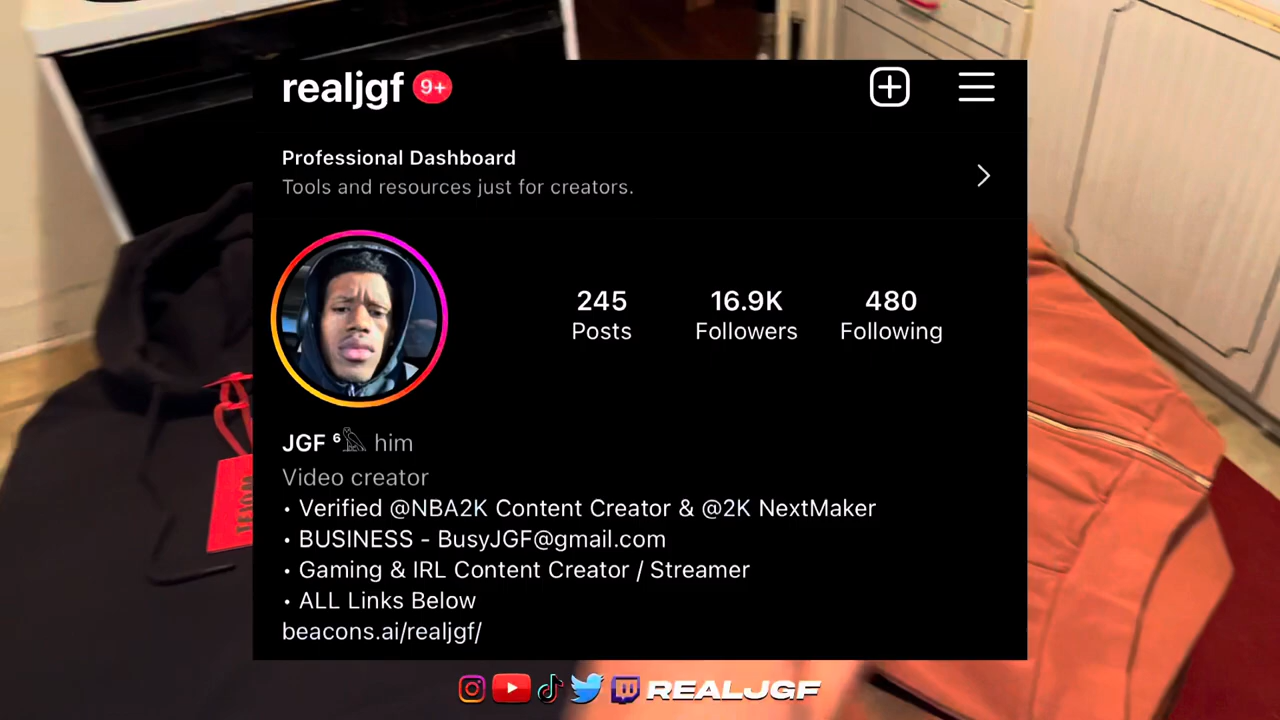 realjgf 9+
Professional Dashboard
Tools and resources just for creators.
245 16.9K 480
Posts Followers Following
JGF ⁶𓅓 him
Video creator
• Verified @NBA2K Content Creator & @2K NextMaker
• BUSINESS - BusyJGF@gmail.com
• Gaming & IRL Content Creator / Streamer
• ALL Links Below
beacons.ai/realjgf/
REALJGF